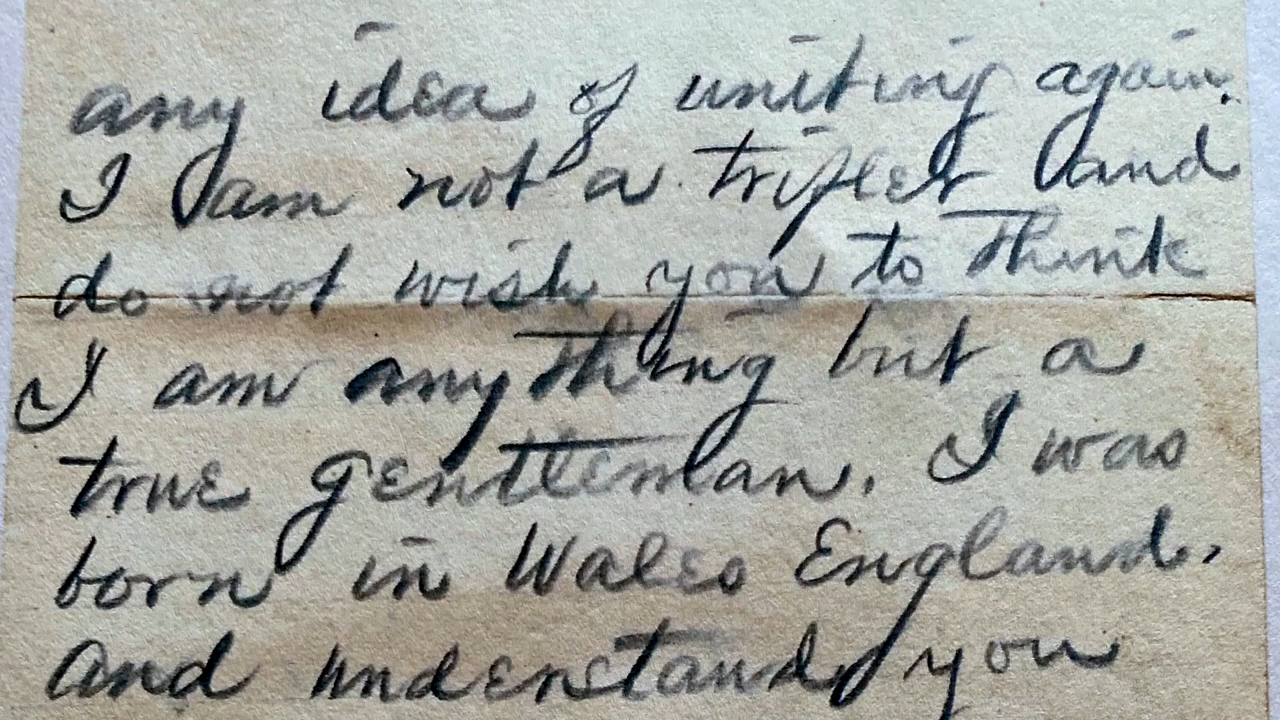 any idea of uniting again.
I am not a trifler and
do not wish you to think
I am anything but a
true gentleman. I was
born in Wales England.
And understand you